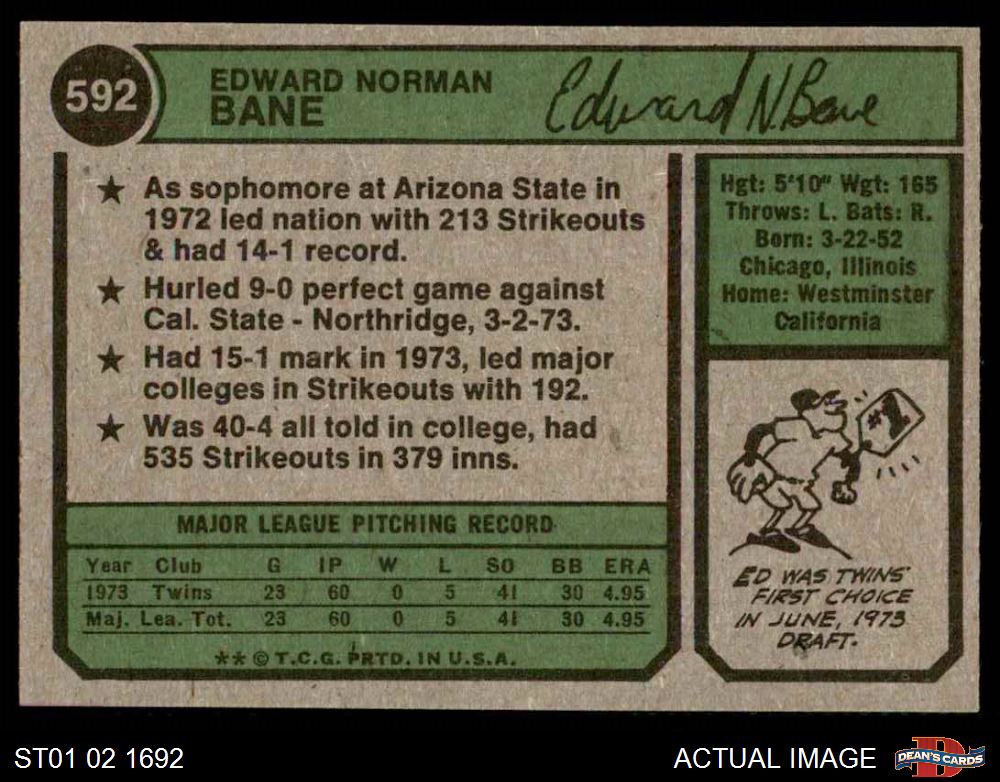 592
EDWARD NORMAN
BANE
Edward N. Bane
★ As sophomore at Arizona State in
1972 led nation with 213 Strikeouts
& had 14-1 record.
★ Hurled 9-0 perfect game against
Cal. State - Northridge, 3-2-73.
★ Had 15-1 mark in 1973, led major
colleges in Strikeouts with 192.
★ Was 40-4 all told in college, had
535 Strikeouts in 379 inns.
Hgt: 5'10" Wgt: 165
Throws: L. Bats: R.
Born: 3-22-52
Chicago, Illinois
Home: Westminster
California
#1
ED WAS TWINS'
FIRST CHOICE
IN JUNE, 1973
DRAFT.
MAJOR LEAGUE PITCHING RECORD
Year Club G IP W L SO BB ERA
1973 Twins 23 60 0 5 41 30 4.95
Maj. Lea. Tot. 23 60 0 5 41 30 4.95
** © T.C.G. PRTD. IN U.S.A.
ST01 02 1692
ACTUAL IMAGE
D
DEAN'S CARDS